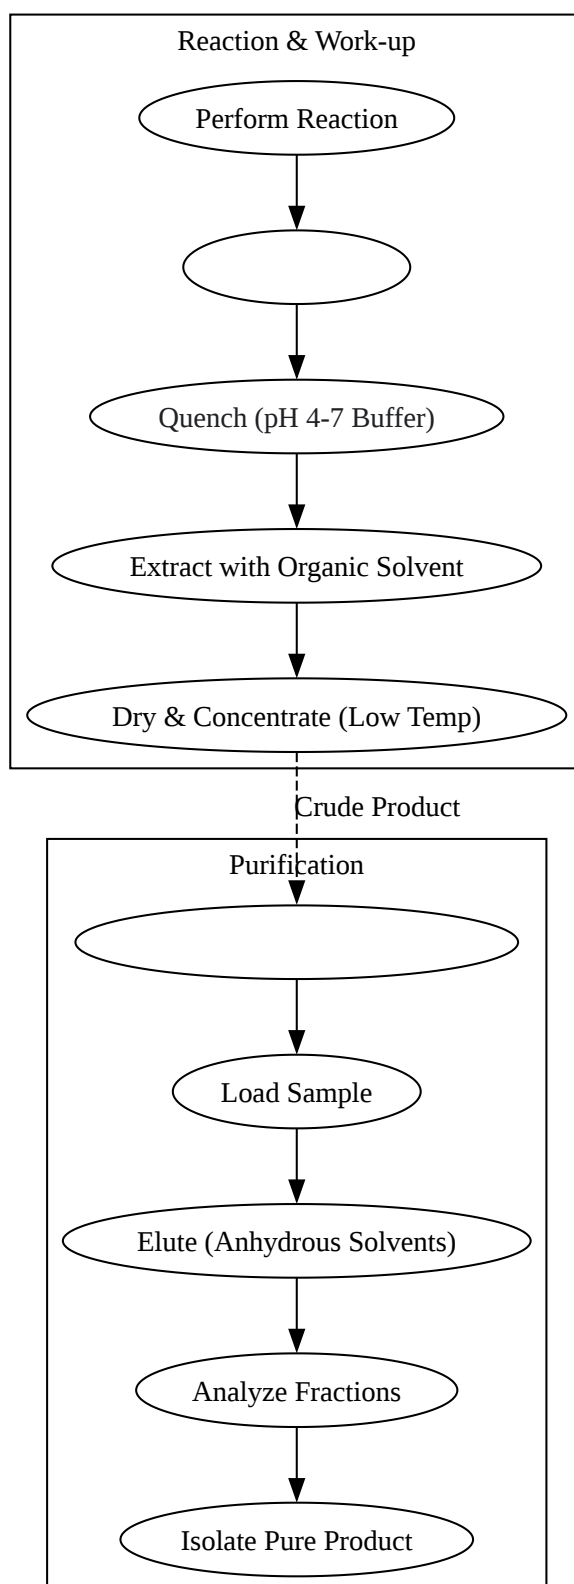 Reaction & Work-up
Perform Reaction
Quench (pH 4-7 Buffer)
Extract with Organic Solvent
Dry & Concentrate (Low Temp)
Crude Product
Purification
Load Sample
Elute (Anhydrous Solvents)
Analyze Fractions
Isolate Pure Product